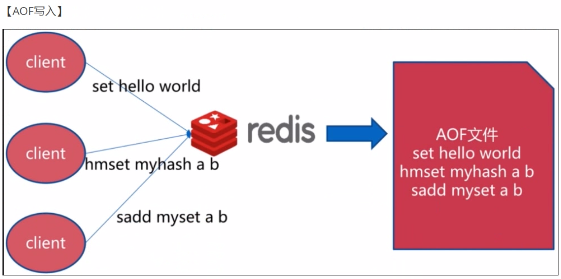 【AOF写入】
client
set hello world
client
hmset myhash a b
sadd myset a b
client
redis
AOF文件
set hello world
hmset myhash a b
sadd myset a b